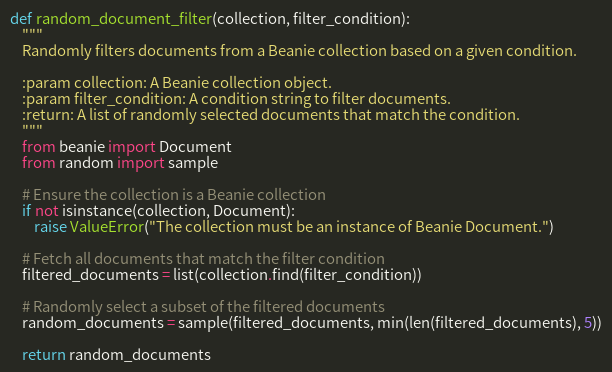 def random_document_filter(collection, filter_condition):
    """
    Randomly filters documents from a Beanie collection based on a given condition.

    :param collection: A Beanie collection object.
    :param filter_condition: A condition string to filter documents.
    :return: A list of randomly selected documents that match the condition.
    """
    from beanie import Document
    from random import sample

    # Ensure the collection is a Beanie collection
    if not isinstance(collection, Document):
        raise ValueError("The collection must be an instance of Beanie Document.")

    # Fetch all documents that match the filter condition
    filtered_documents = list(collection.find(filter_condition))

    # Randomly select a subset of the filtered documents
    random_documents = sample(filtered_documents, min(len(filtered_documents), 5))

    return random_documents